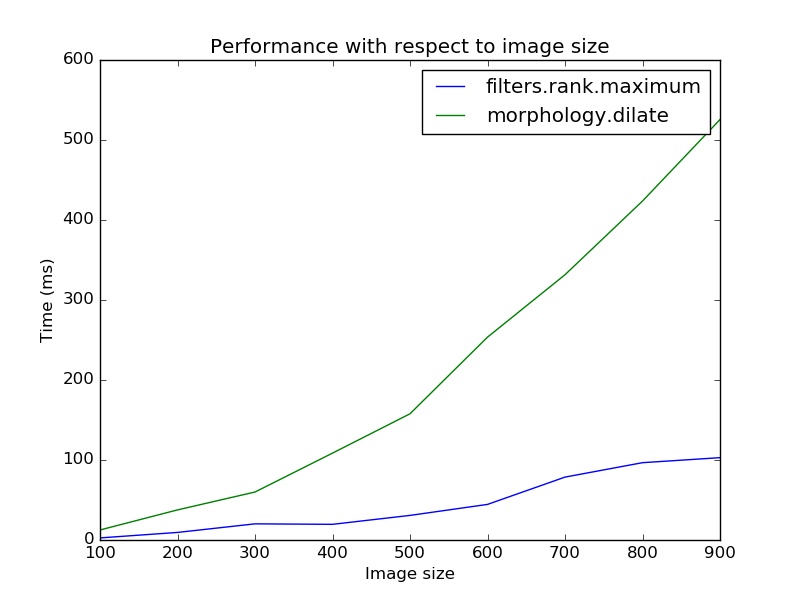 Performance with respect to image size
filters.rank.maximum
morphology.dilate
600
500
400
300
200
100
0
Time (ms)
100 200 300 400 500 600 700 800 900
Image size